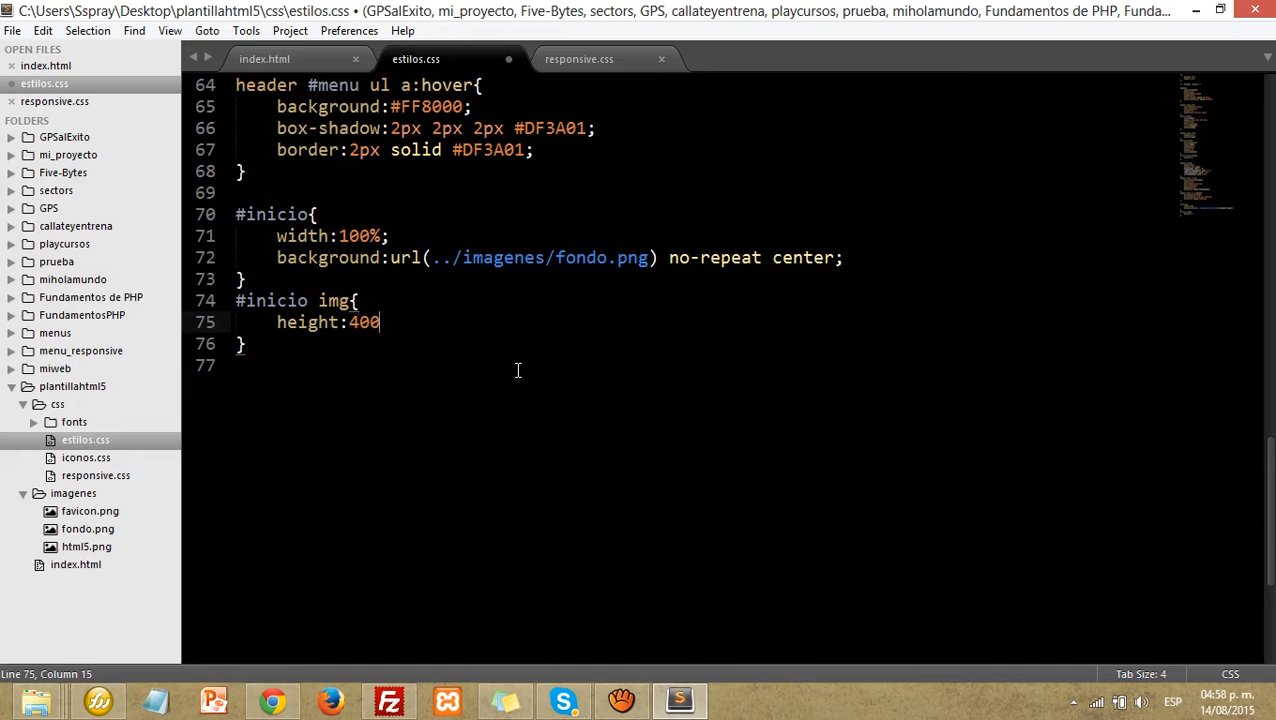 C:\Users\Sspray\Desktop\plantillahtml5\css\estilos.css • (GPSalExito, mi_proyecto, Five-Bytes, sectors, GPS, callateyentrena, playcursos, prueba, miholamundo, Fundamentos de PHP, Funda...
File Edit Selection Find View Goto Tools Project Preferences Help
OPEN FILES
index.html
estilos.css
responsive.css
FOLDERS
GPSalExito
mi_proyecto
Five-Bytes
sectors
GPS
callateyentrena
playcursos
prueba
miholamundo
Fundamentos de PHP
FundamentosPHP
menus
menu_responsive
miweb
plantillahtml5
css
fonts
estilos.css
iconos.css
responsive.css
imagenes
favicon.png
fondo.png
html5.png
index.html
index.html estilos.css responsive.css
64 header #menu ul a:hover{
65 background:#FF8000;
66 box-shadow:2px 2px 2px #DF3A01;
67 border:2px solid #DF3A01;
68 }
69
70 #inicio{
71 width:100%;
72 background:url(../imagenes/fondo.png) no-repeat center;
73 }
74 #inicio img{
75 height:400
76 }
77
Line 75, Column 15 Tab Size: 4 CSS
ESP
04:58 p. m.
14/08/2015